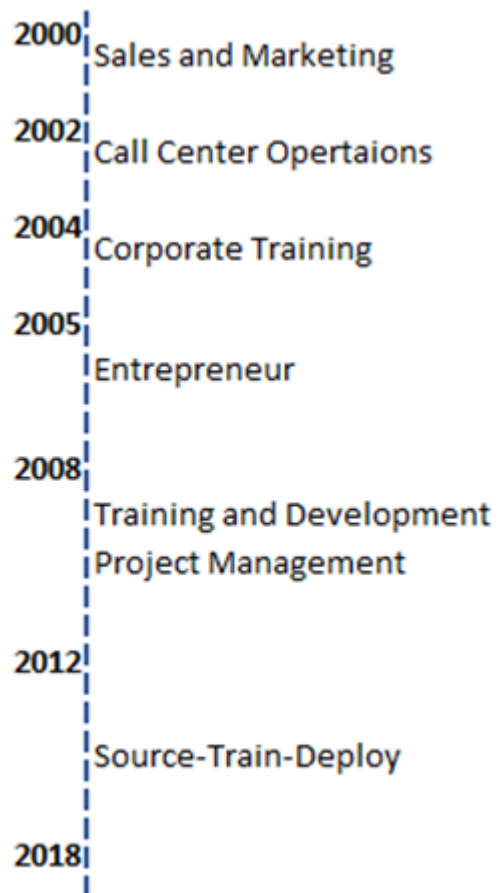 2000
Sales and Marketing
2002
Call Center Opertaions
2004
Corporate Training
2005
Entrepreneur
2008
Training and Development
Project Management
2012
Source-Train-Deploy
2018